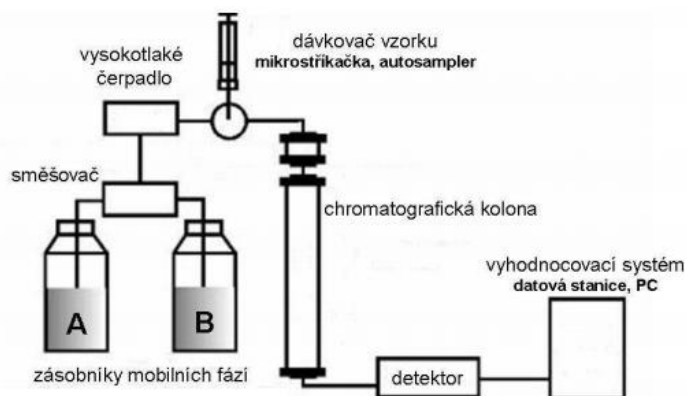 dávkovač vzorku
mikrostříkačka, autosampler
vysokotlaké
čerpadlo
směšovač
chromatografická kolona
A
B
vyhodnocovací systém
datová stanice, PC
zásobníky mobilních fází
detektor